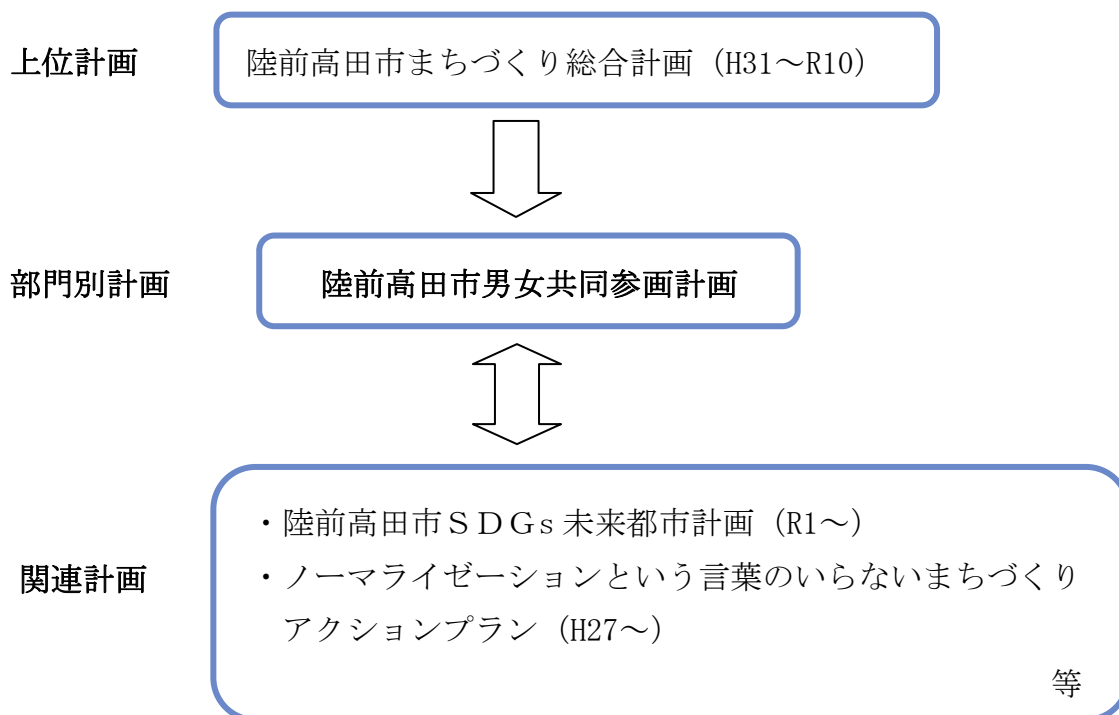 上位計画
陸前高田市まちづくり総合計画（H31～R10）
部門別計画
陸前高田市男女共同参画計画
関連計画
・陸前高田市ＳＤＧs未来都市計画（R1～）
・ノーマライゼーションという言葉のいらないまちづくり
アクションプラン（H27～）
等